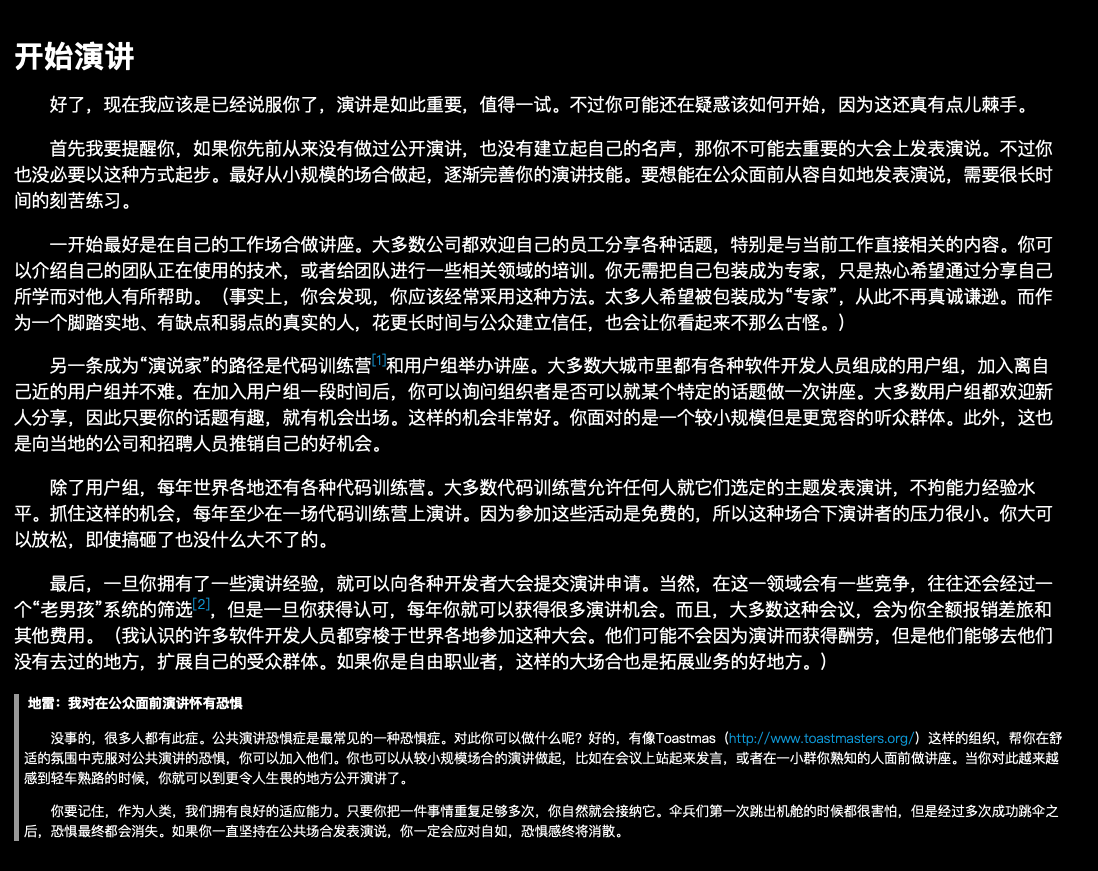 开始演讲
好了，现在我应该是已经说服你了，演讲是如此重要，值得一试。不过你可能还在疑惑该如何开始，因为这还真有点儿棘手。
首先我要提醒你，如果你先前从来没有做过公开演讲，也没有建立起自己的名声，那你不可能去重要的大会上发表演说。不过你
也没必要以这种方式起步。最好从小规模的场合做起，逐渐完善你的演讲技能。要想能在公众面前从容自如地发表演说，需要很长时
间的刻苦练习。
一开始最好是在自己的工作场合做讲座。大多数公司都欢迎自己的员工分享各种话题，特别是与当前工作直接相关的内容。你可
以介绍自己的团队正在使用的技术，或者给团队进行一些相关领域的培训。你无需把自己包装成为专家，只是热心希望通过分享自己
所学而对他人有所帮助。（事实上，你会发现，你应该经常采用这种方法。太多人希望被包装成为“专家”，从此不再真诚谦逊。而作
为一个脚踏实地、有缺点和弱点的真实的人，花更长时间与公众建立信任，也会让你看起来不那么古怪。）
另一条成为“演说家”的路径是代码训练营[1]和用户组举办讲座。大多数大城市里都有各种软件开发人员组成的用户组，加入离自
己近的用户组并不难。在加入用户组一段时间后，你可以询问组织者是否可以就某个特定的话题做一次讲座。大多数用户组都欢迎新
人分享，因此只要你的话题有趣，就有机会出场。这样的机会非常好。你面对的是一个较小规模但是更宽容的听众群体。此外，这也
是向当地的公司和招聘人员推销自己的好机会。
除了用户组，每年世界各地还有各种代码训练营。大多数代码训练营允许任何人就它们选定的主题发表演讲，不拘能力经验水
平。抓住这样的机会，每年至少在一场代码训练营上演讲。因为参加这些活动是免费的，所以这种场合下演讲者的压力很小。你大可
以放松，即使搞砸了也没什么大不了的。
最后，一旦你拥有了一些演讲经验，就可以向各种开发者大会提交演讲申请。当然，在这一领域会有一些竞争，往往还会经过一
个“老男孩”系统的筛选[2]，但是一旦你获得认可，每年你就可以获得很多演讲机会。而且，大多数这种会议，会为你全额报销差旅和
其他费用。（我认识的许多软件开发人员都穿梭于世界各地参加这种大会。他们可能不会因为演讲而获得酬劳，但是他们能够去他们
没有去过的地方，扩展自己的受众群体。如果你是自由职业者，这样的大场合也是拓展业务的好地方。）
地雷：我对在公众面前演讲怀有恐惧
没事的，很多人都有此症。公共演讲恐惧症是最常见的一种恐惧症。对此你可以做什么呢？好的，有像Toastmas（http://www.toastmasters.org/）这样的组织，帮你在舒
适的氛围中克服对公共演讲的恐惧，你可以加入他们。你也可以从较小规模场合的演讲做起，比如在会议上站起来发言，或者在一小群你熟知的人面前做讲座。当你对此越来越
感到轻车熟路的时候，你就可以到更令人生畏的地方公开演讲了。
你要记住，作为人类，我们拥有良好的适应能力。只要你把一件事情重复足够多次，你自然就会接纳它。伞兵们第一次跳出机舱的时候都很害怕，但是经过多次成功跳伞之
后，恐惧最终都会消失。如果你一直坚持在公共场合发表演说，你一定会应对自如，恐惧感终将消散。